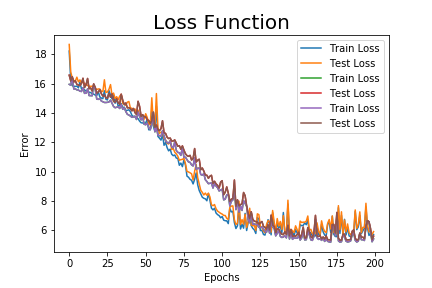 Loss Function
Train Loss
Test Loss
Train Loss
Test Loss
Train Loss
Test Loss
Error
18
16
14
12
10
8
6
0 25 50 75 100 125 150 175 200
Epochs